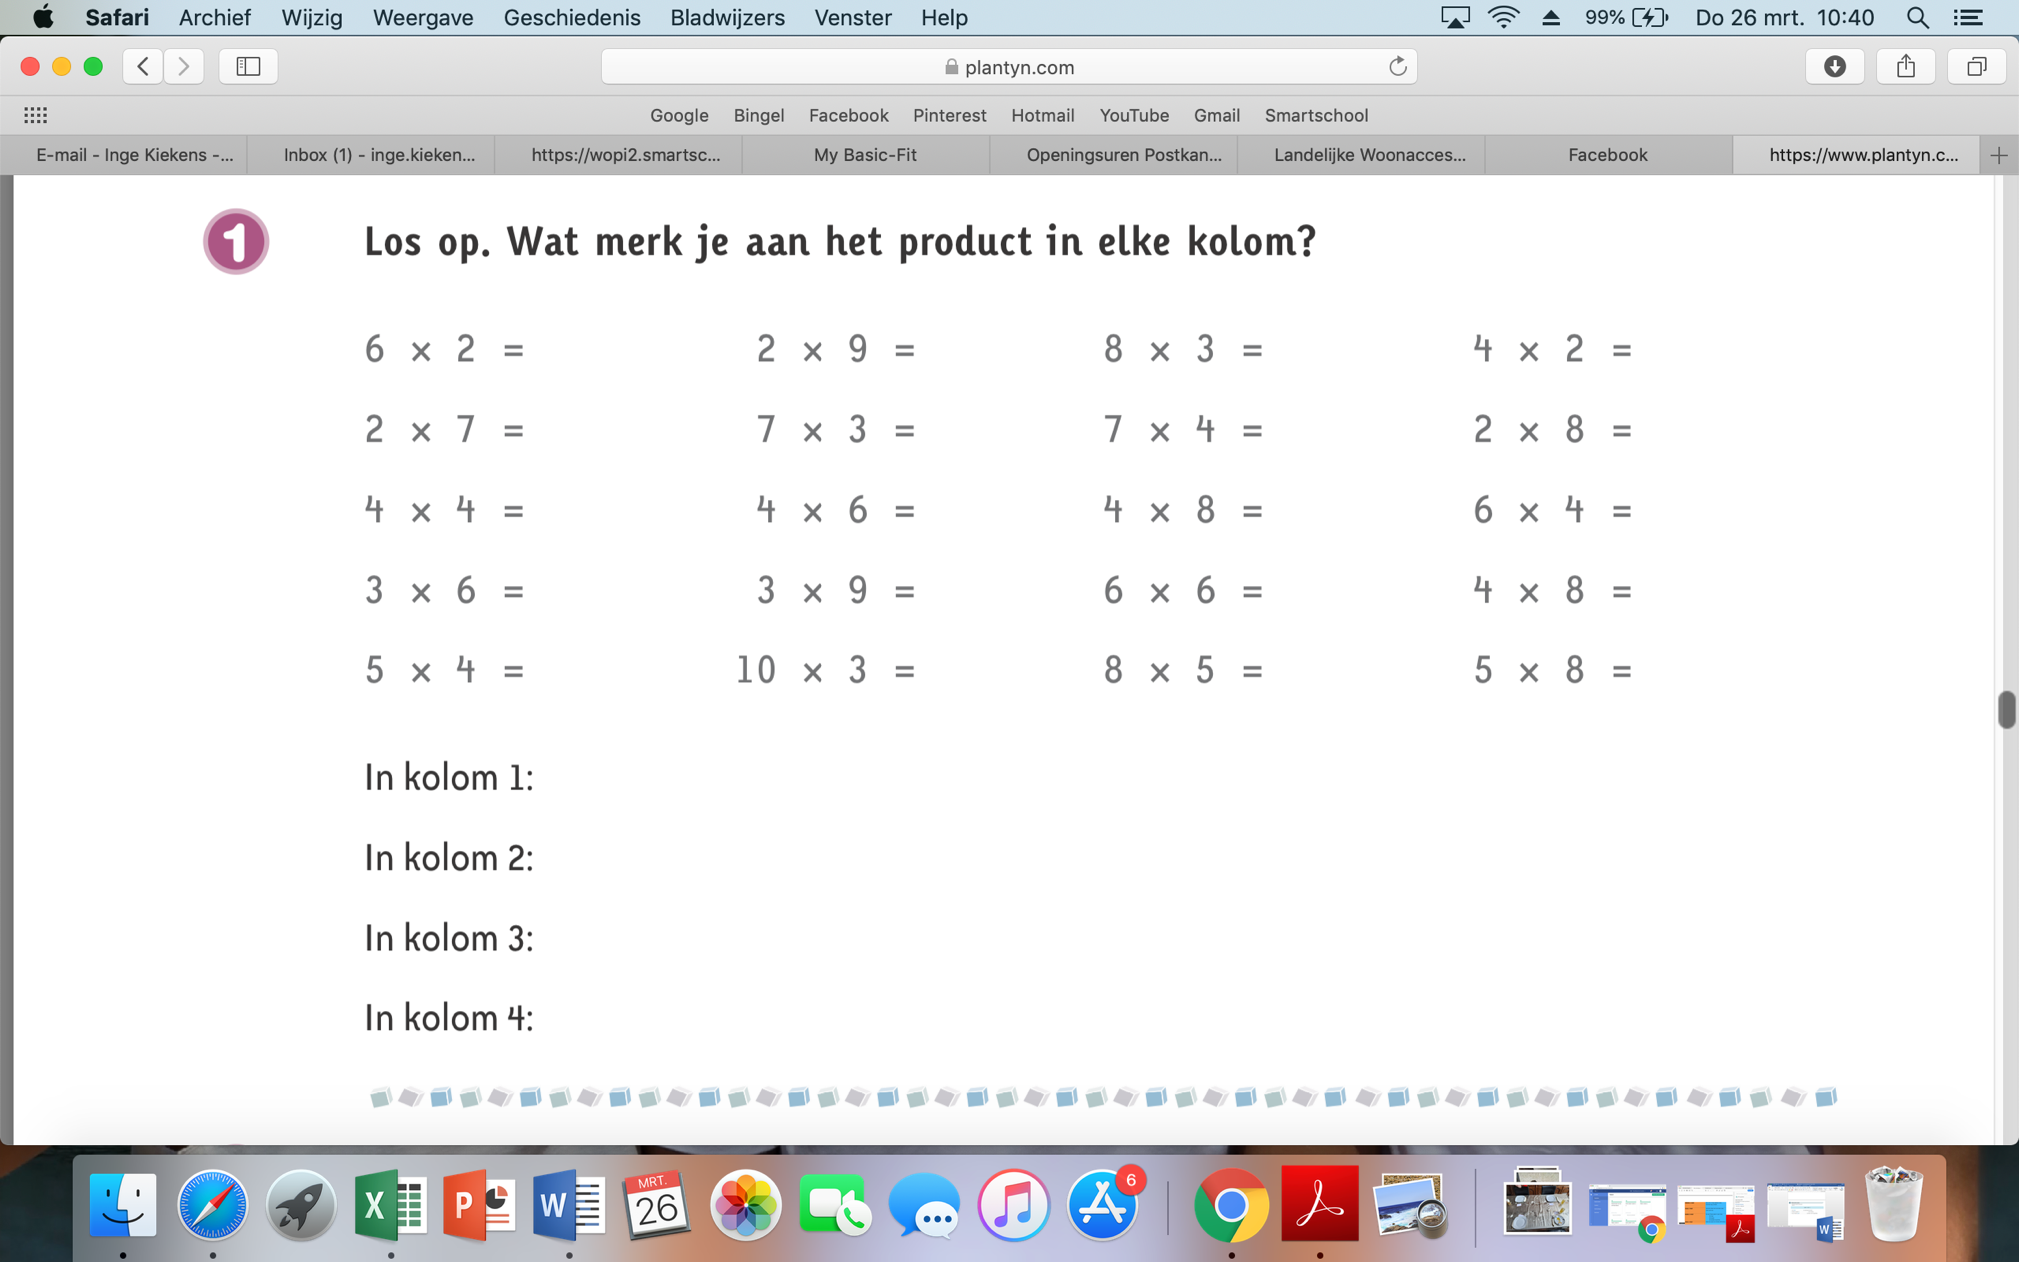 Safari Archief Wijzig Weergave Geschiedenis Bladwijzers Venster Help 99% Do 26 mrt. 10:40
plantyn.com
Google Bingel Facebook Pinterest Hotmail YouTube Gmail Smartschool
E-mail - Inge Kiekens -... Inbox (1) - inge.kieken... https://wopi2.smartsc... My Basic-Fit Openingsuren Postkan... Landelijke Woonacces... Facebook https://www.plantyn.c...
1 Los op. Wat merk je aan het product in elke kolom?
6 × 2 = 2 × 9 = 8 × 3 = 4 × 2 =
2 × 7 = 7 × 3 = 7 × 4 = 2 × 8 =
4 × 4 = 4 × 6 = 4 × 8 = 6 × 4 =
3 × 6 = 3 × 9 = 6 × 6 = 4 × 8 =
5 × 4 = 10 × 3 = 8 × 5 = 5 × 8 =
In kolom 1:
In kolom 2:
In kolom 3:
In kolom 4:
MRT.
26
6